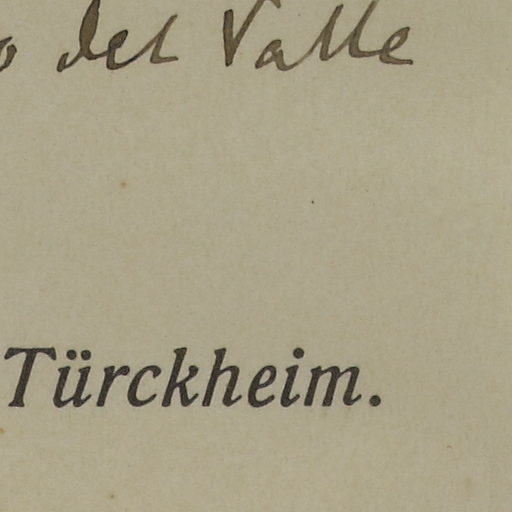 o del Valle
Türckheim.